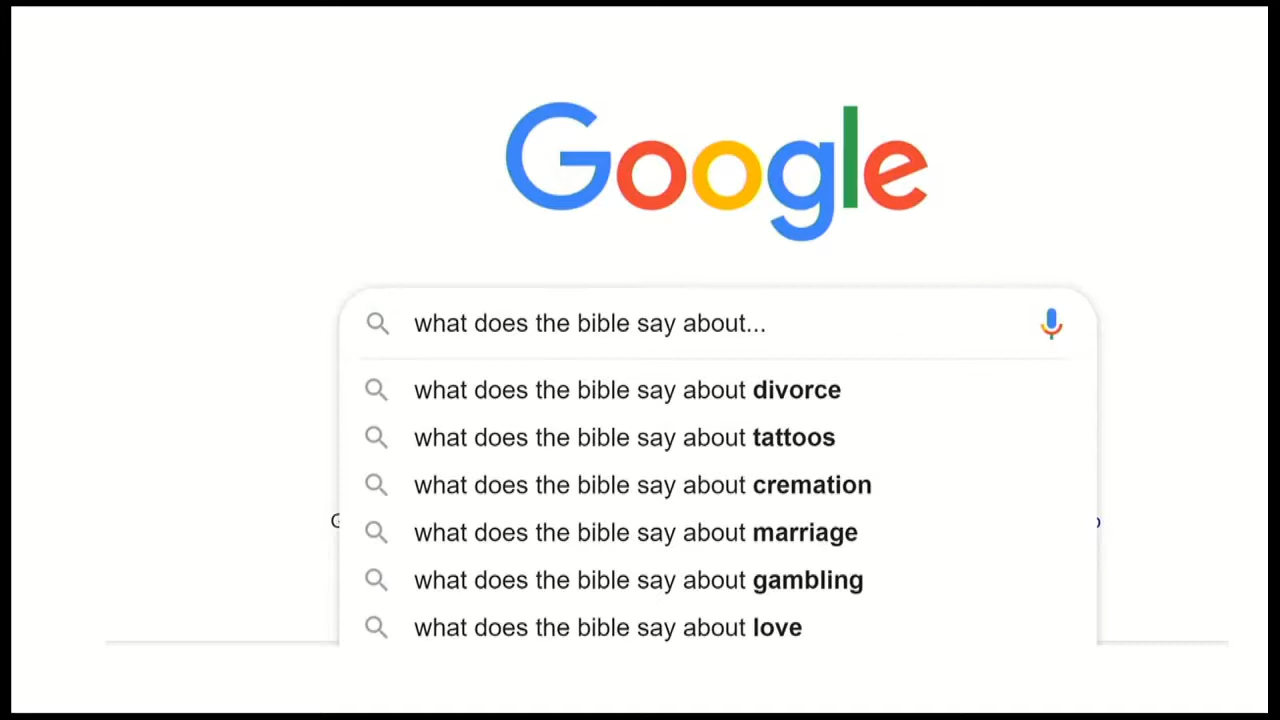 Google
what does the bible say about...
what does the bible say about divorce
what does the bible say about tattoos
what does the bible say about cremation
what does the bible say about marriage
what does the bible say about gambling
what does the bible say about love